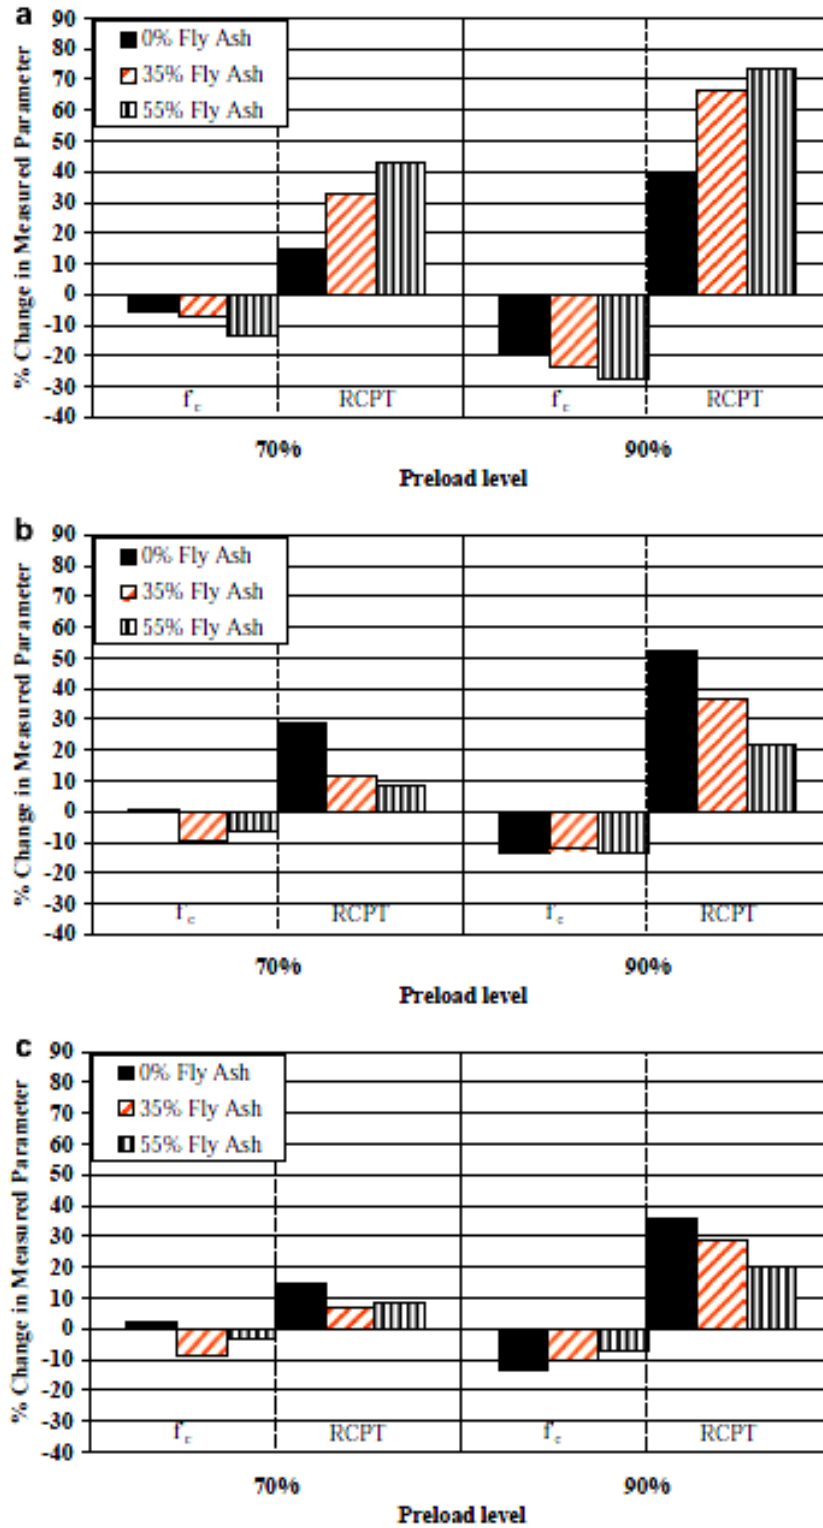 a
% Change in Measured Parameter
90
80
70
60
50
40
30
20
10
0
-10
-20
-30
-40
0% Fly Ash
35% Fly Ash
55% Fly Ash
f'c RCPT f'c RCPT
70% 90%
Preload level
b
% Change in Measured Parameter
90
80
70
60
50
40
30
20
10
0
-10
-20
-30
-40
0% Fly Ash
35% Fly Ash
55% Fly Ash
f'c RCPT f'c RCPT
70% 90%
Preload level
c
% Change in Measured Parameter
90
80
70
60
50
40
30
20
10
0
-10
-20
-30
-40
0% Fly Ash
35% Fly Ash
55% Fly Ash
f'c RCPT f'c RCPT
70% 90%
Preload level